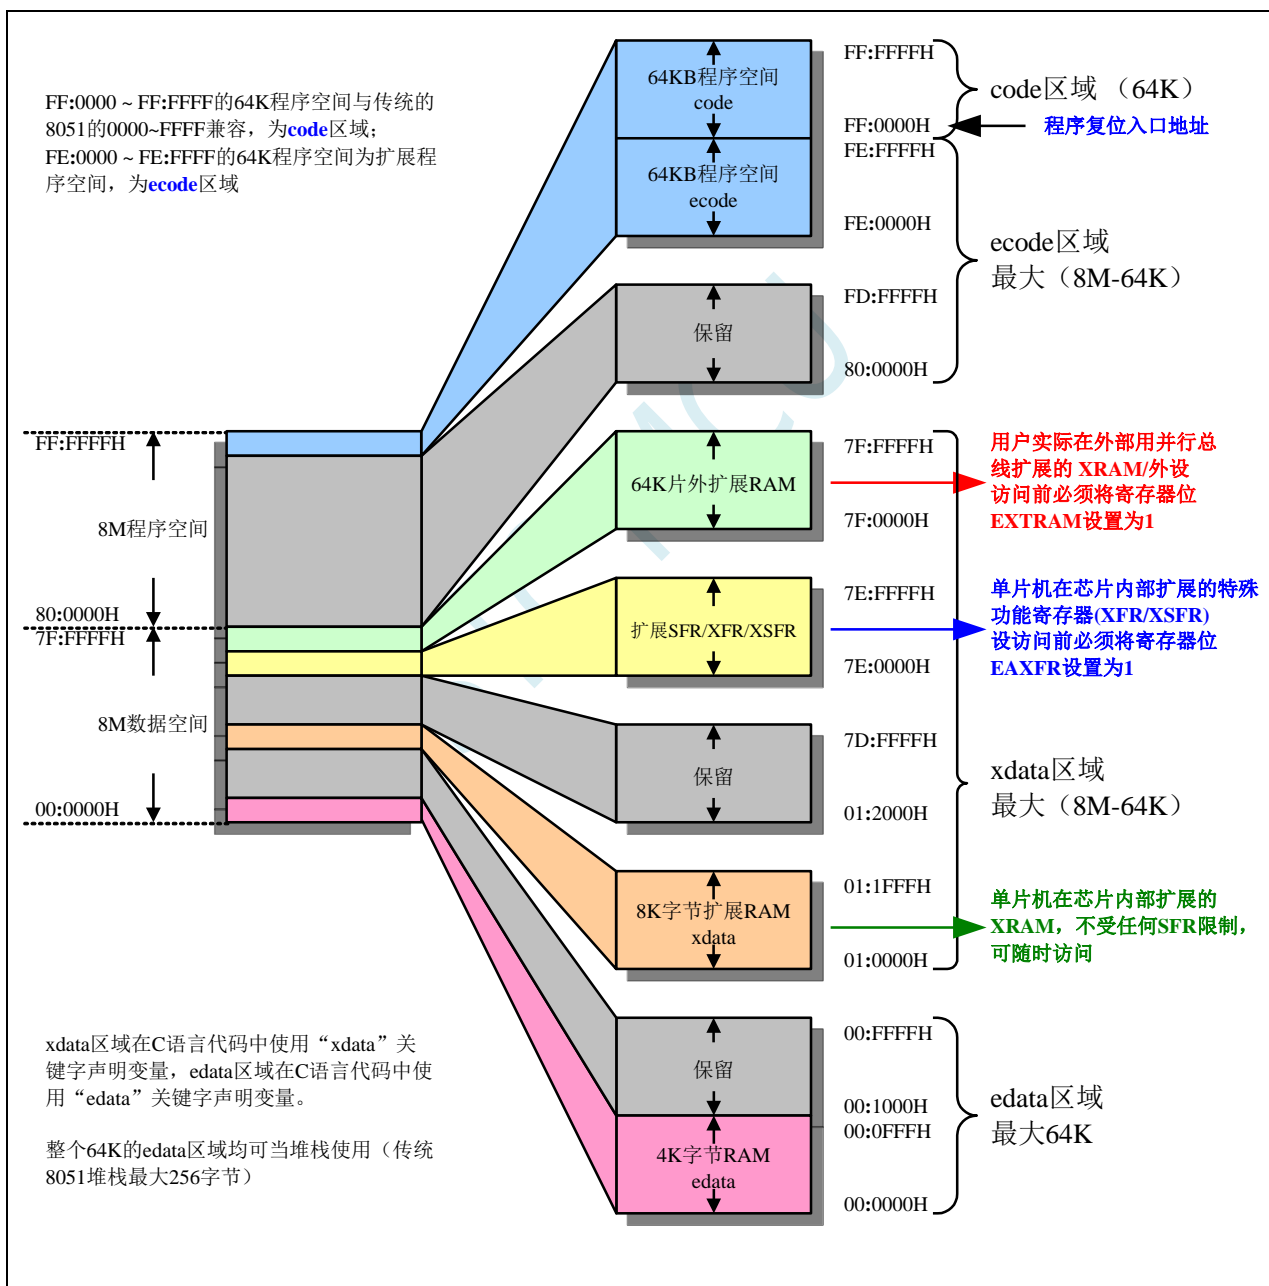 FF:0000 ~ FF:FFFF的64K程序空间与传统的
8051的0000~FFFF兼容，为code区域；
FE:0000 ~ FE:FFFF的64K程序空间为扩展程
序空间，为ecode区域
64KB程序空间
code
64KB程序空间
ecode
FF:FFFFH
FF:0000H
FE:FFFFH
FE:0000H
code区域 （64K）
程序复位入口地址
ecode区域
最大（8M-64K）
保留
FD:FFFFH
80:0000H
FF:FFFFH
8M程序空间
80:0000H
7F:FFFFH
8M数据空间
00:0000H
64K片外扩展RAM
7F:FFFFH
7F:0000H
用户实际在外部用并行总
线扩展的 XRAM/外设
访问前必须将寄存器位
EXTRAM设置为1
扩展SFR/XFR/XSFR
7E:FFFFH
7E:0000H
单片机在芯片内部扩展的特殊
功能寄存器(XFR/XSFR)
设访问前必须将寄存器位
EAXFR设置为1
保留
7D:FFFFH
01:2000H
xdata区域
最大（8M-64K）
8K字节扩展RAM
xdata
01:1FFFH
01:0000H
单片机在芯片内部扩展的
XRAM，不受任何SFR限制，
可随时访问
保留
00:FFFFH
00:1000H
00:0FFFH
4K字节RAM
edata
00:0000H
edata区域
最大64K
xdata区域在C语言代码中使用“xdata”关
键字声明变量，edata区域在C语言代码中使
用“edata”关键字声明变量。
整个64K的edata区域均可当堆栈使用（传统
8051堆栈最大256字节）
MCU